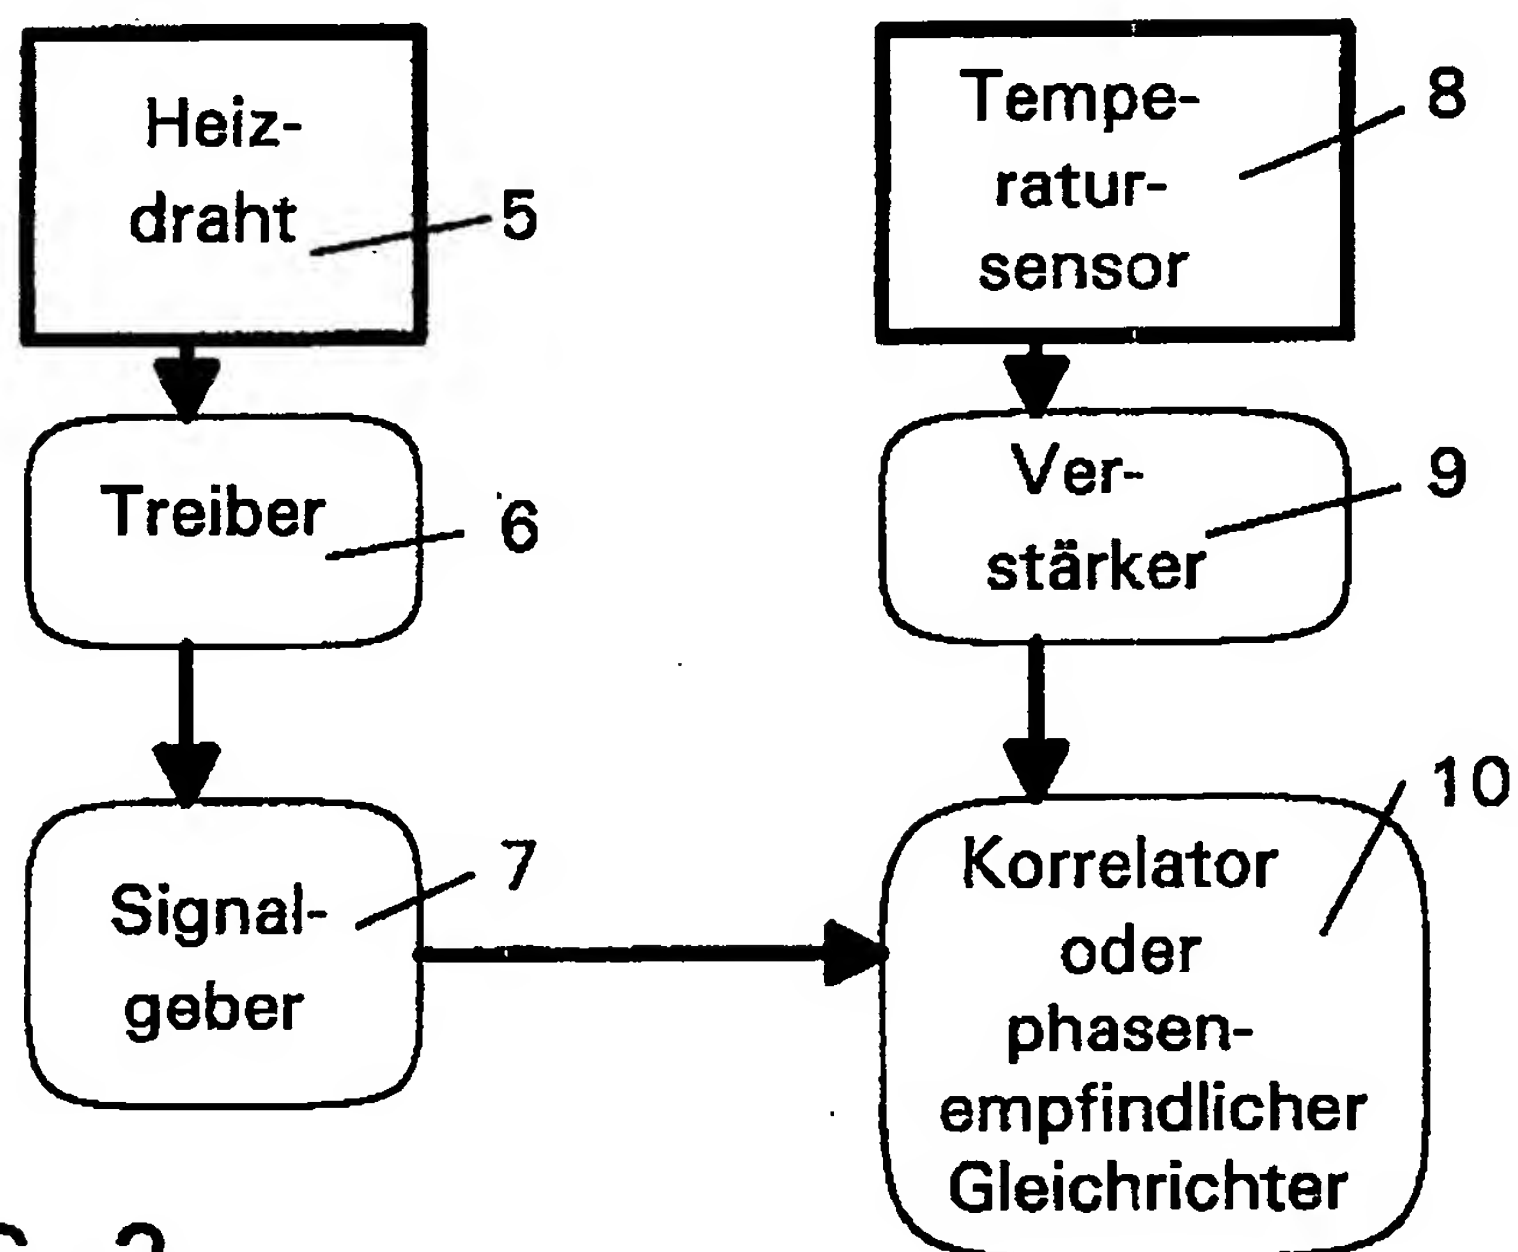 Heiz-
draht
5
Treiber
6
Signal-
geber
7
Tempe-
ratur-
sensor
8
Ver-
stärker
9
Korrelator
oder
phasen-
empfindlicher
Gleichrichter
10